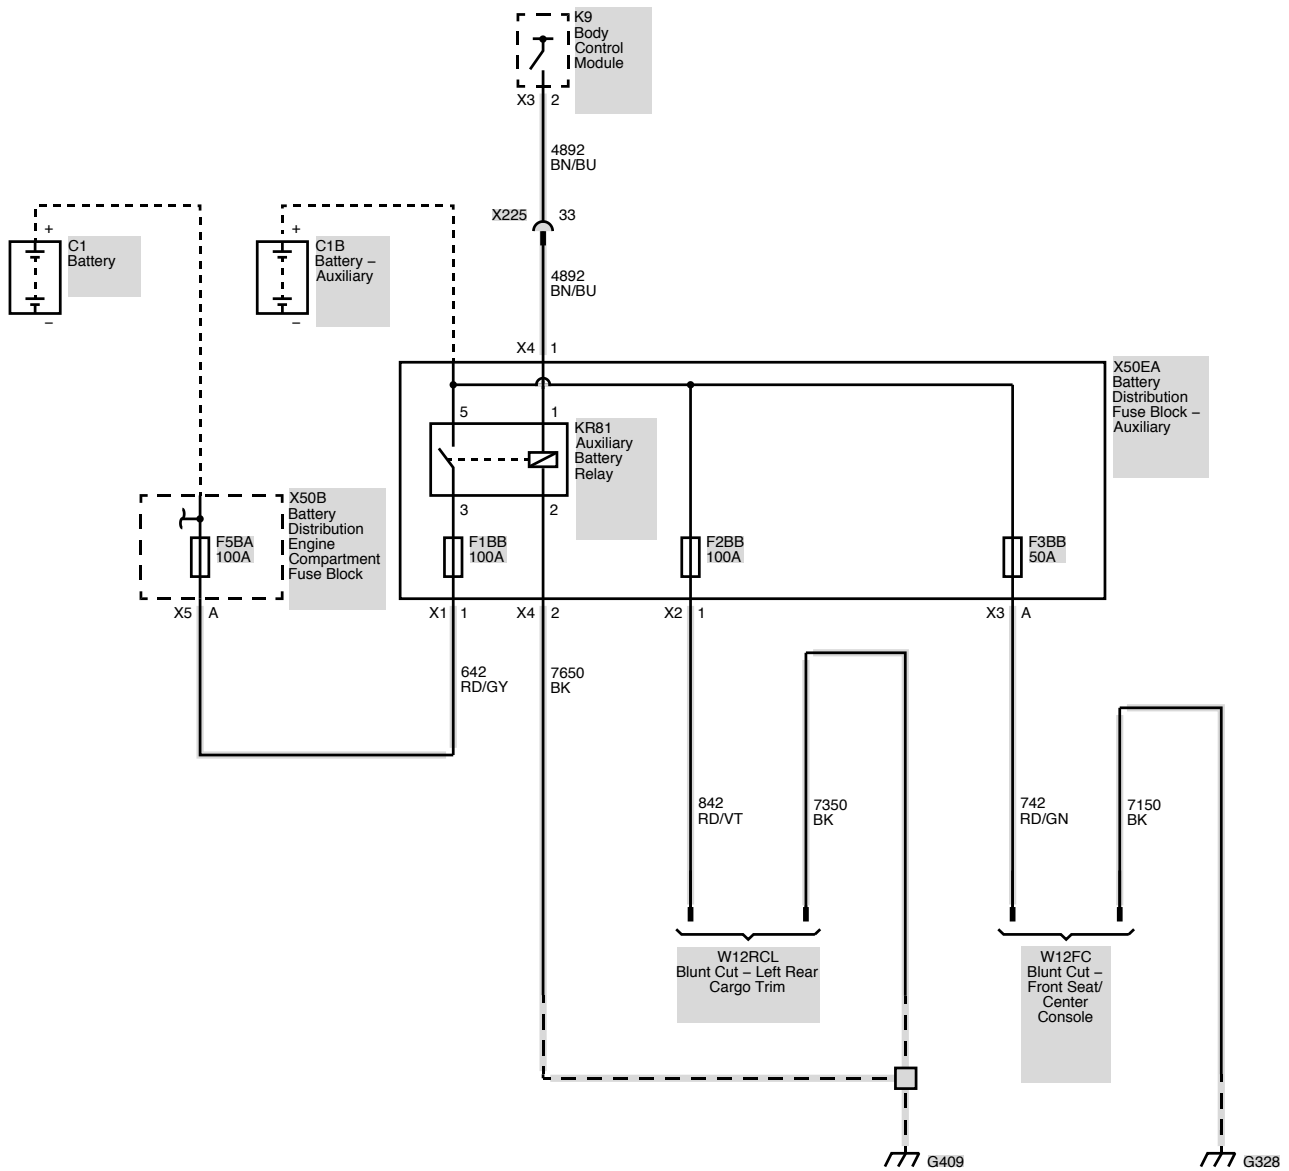 K9
Body
Control
Module
X3 2
4892
BN/BU
X225 33
4892
BN/BU
X4 1
+
C1
Battery
–
+
C1B
Battery –
Auxiliary
–
X50EA
Battery
Distribution
Fuse Block –
Auxiliary
5 1
KR81
Auxiliary
Battery
Relay
3 2
X50B
Battery
Distribution
Engine
Compartment
Fuse Block
F5BA
100A
F1BB
100A
F2BB
100A
F3BB
50A
X5 A
X1 1
X4 2
X2 1
X3 A
642
RD/GY
7650
BK
842
RD/VT
7350
BK
742
RD/GN
7150
BK
W12RCL
Blunt Cut – Left Rear
Cargo Trim
W12FC
Blunt Cut –
Front Seat/
Center
Console
G409
G328